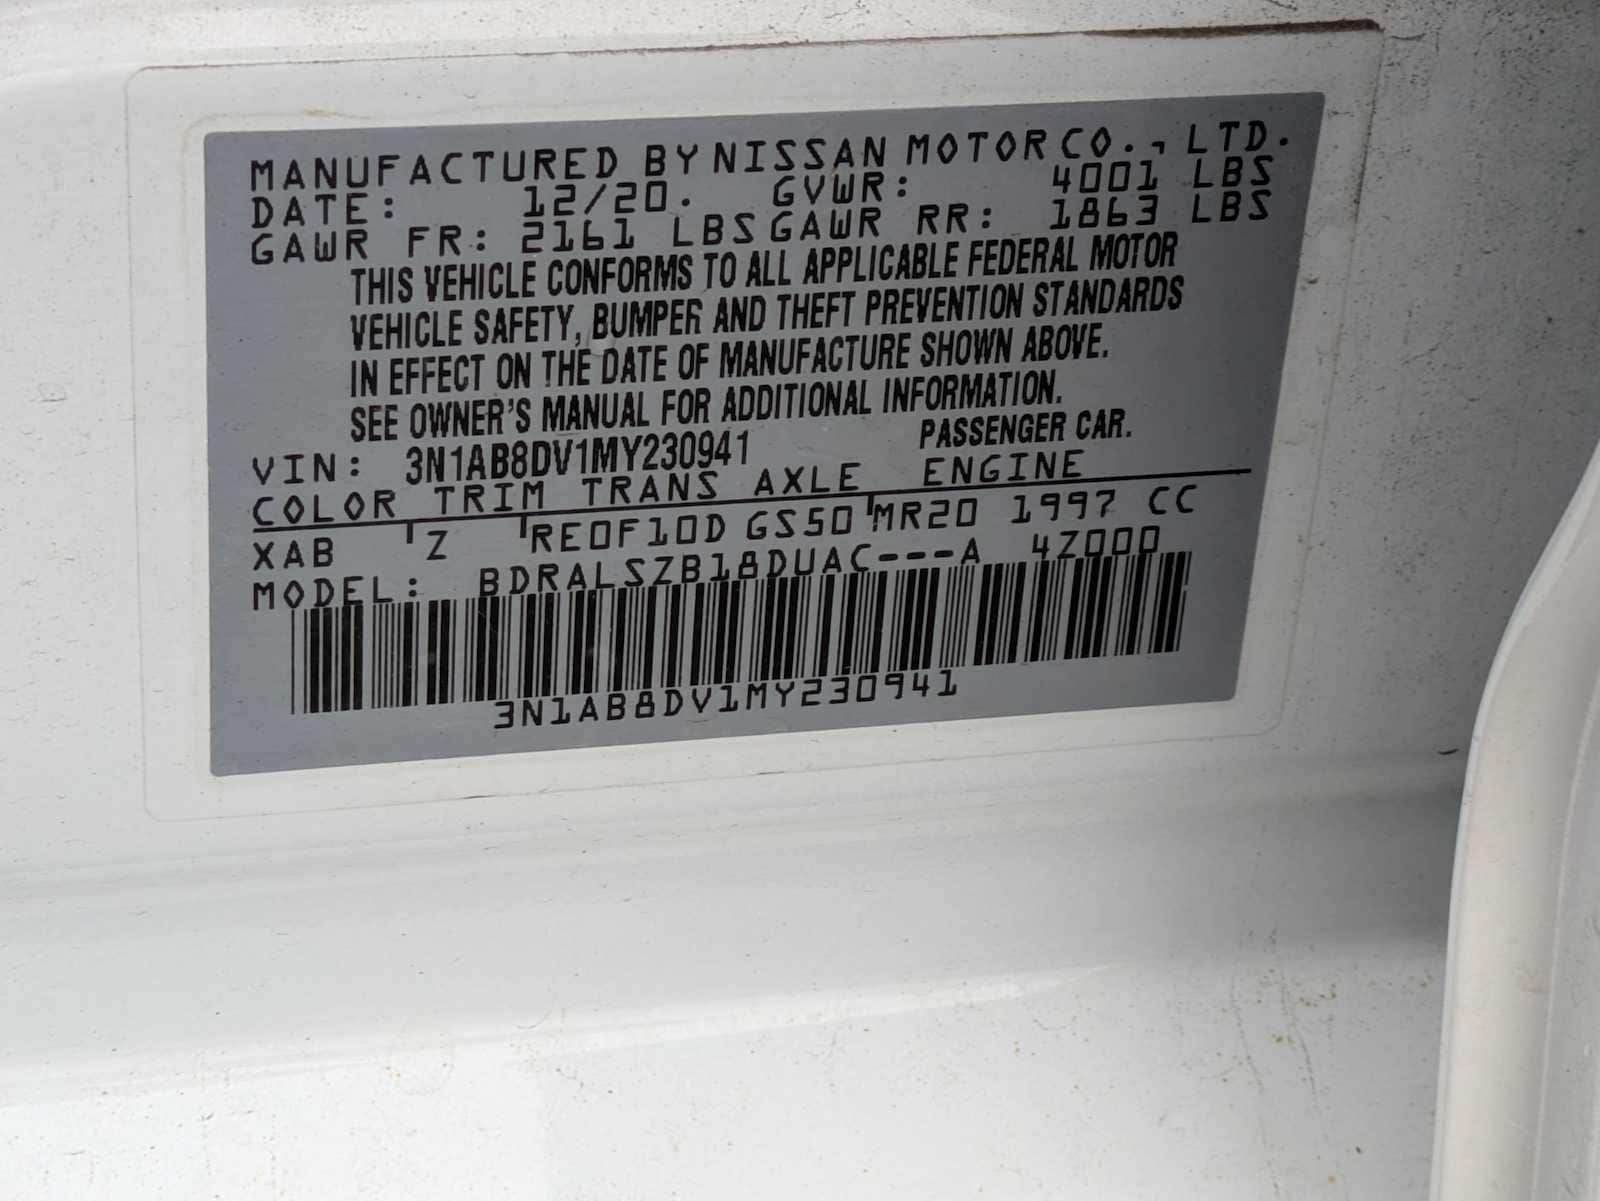 MANUFACTURED BY NISSAN MOTOR CO., LTD.
DATE: 12/20. GVWR: 4001 LBS
GAWR FR: 2161 LBS GAWR RR: 1863 LBS
THIS VEHICLE CONFORMS TO ALL APPLICABLE FEDERAL MOTOR
VEHICLE SAFETY, BUMPER AND THEFT PREVENTION STANDARDS
IN EFFECT ON THE DATE OF MANUFACTURE SHOWN ABOVE.
SEE OWNER'S MANUAL FOR ADDITIONAL INFORMATION.
VIN: 3N1AB8DV1MY230941 PASSENGER CAR.
COLOR TRIM TRANS AXLE ENGINE
XAB Z RE0F10D GS50 MR20 1997 CC
MODEL: BDRALSZB18DUAC---A 4Z000
3N1AB8DV1MY230941